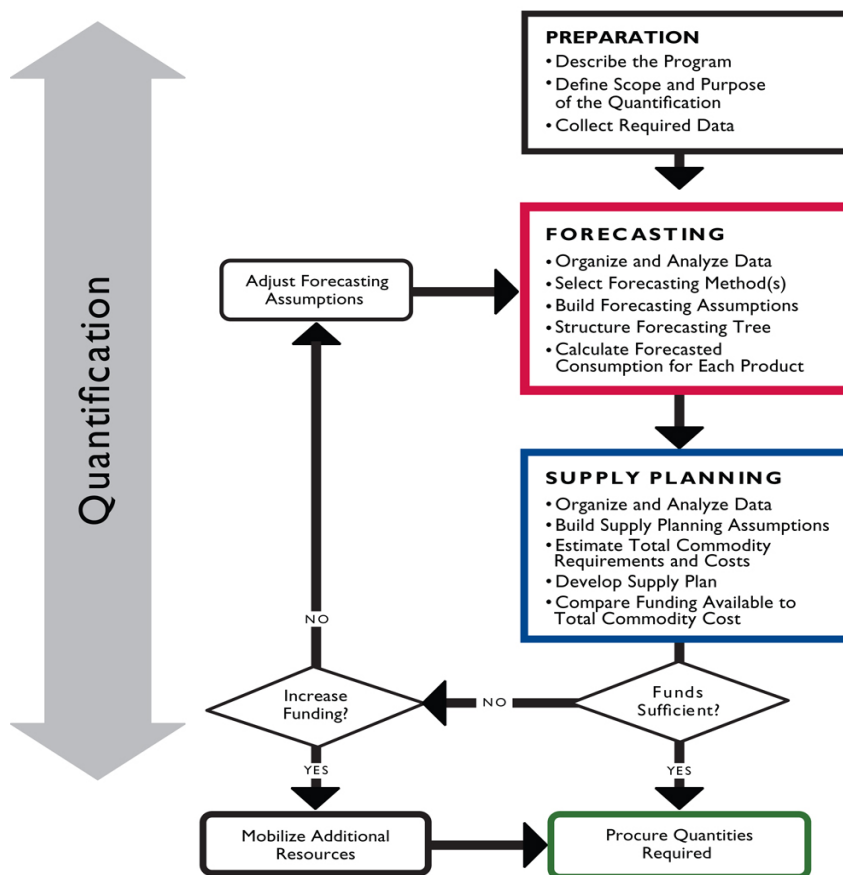 PREPARATION
• Describe the Program
• Define Scope and Purpose
of the Quantification
• Collect Required Data
FORECASTING
• Organize and Analyze Data
• Select Forecasting Method(s)
• Build Forecasting Assumptions
• Structure Forecasting Tree
• Calculate Forecasted
Consumption for Each Product
Adjust Forecasting
Assumptions
Quantification
SUPPLY PLANNING
• Organize and Analyze Data
• Build Supply Planning Assumptions
• Estimate Total Commodity
Requirements and Costs
• Develop Supply Plan
• Compare Funding Available to
Total Commodity Cost
NO
Increase
Funding?
NO
Funds
Sufficient?
YES
YES
Mobilize Additional
Resources
Procure Quantities
Required